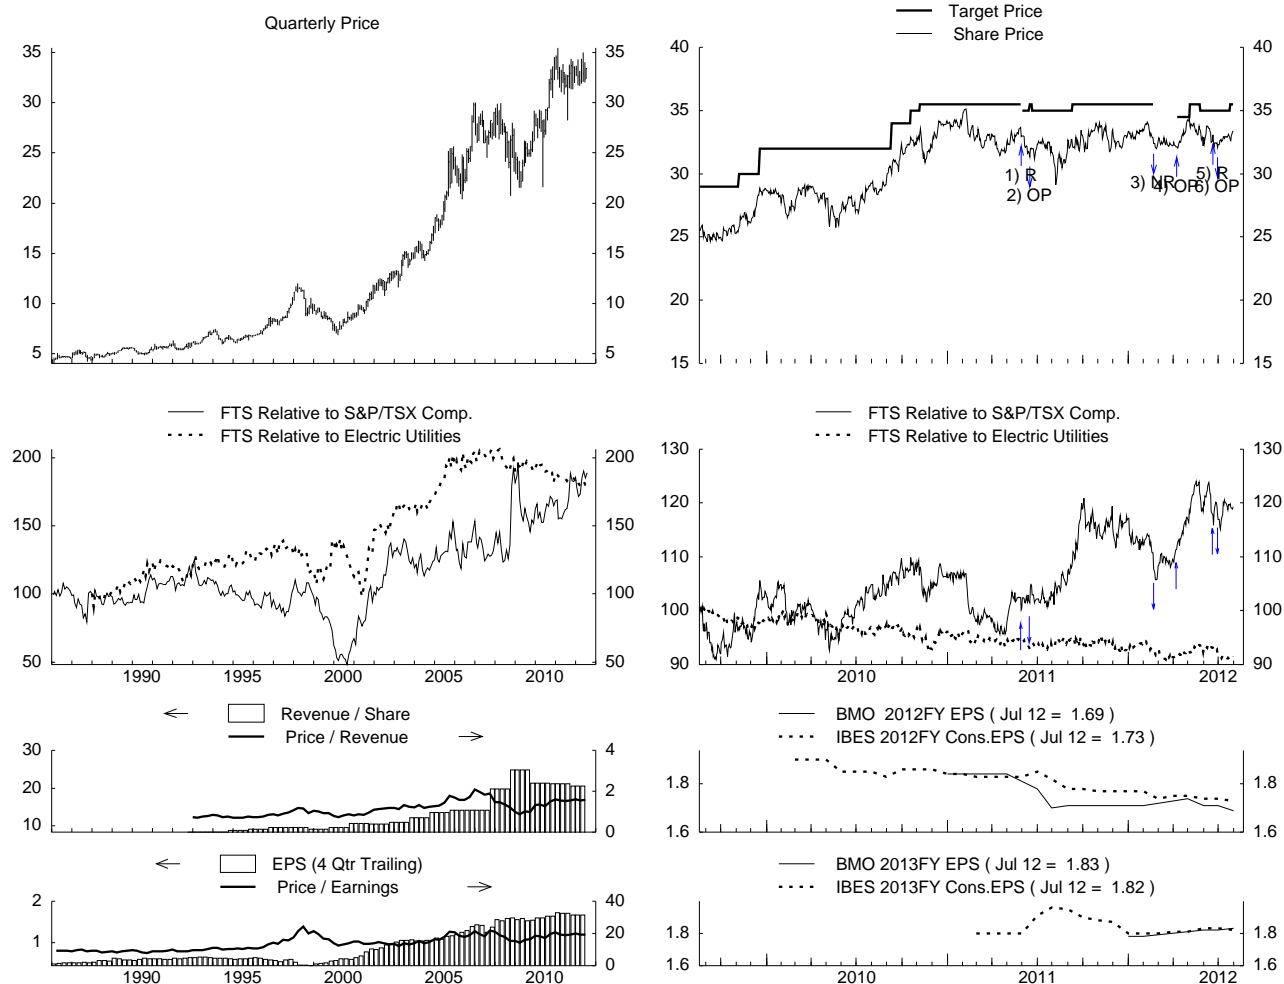 Quarterly Price
35 35
30 30
25 25
20 20
15 15
10 10
5 5
Target Price
Share Price
40 40
35 35
30 30
25 25
20 20
15 15
1) R
2) OP
3) NR
4) OP
5) R
6) OP
FTS Relative to S&P/TSX Comp.
FTS Relative to Electric Utilities
200 200
150 150
100 100
50 50
1990 1995 2000 2005 2010
FTS Relative to S&P/TSX Comp.
FTS Relative to Electric Utilities
130 130
120 120
110 110
100 100
90 90
2010 2011 2012
Revenue / Share
Price / Revenue
30 4
20 2
10 0
BMO 2012FY EPS ( Jul 12 = 1.69 )
IBES 2012FY Cons.EPS ( Jul 12 = 1.73 )
1.8 1.8
1.6 1.6
EPS (4 Qtr Trailing)
Price / Earnings
2 40
1 20
0
1990 1995 2000 2005 2010
BMO 2013FY EPS ( Jul 12 = 1.83 )
IBES 2013FY Cons.EPS ( Jul 12 = 1.82 )
1.8 1.8
1.6 1.6
2010 2011 2012